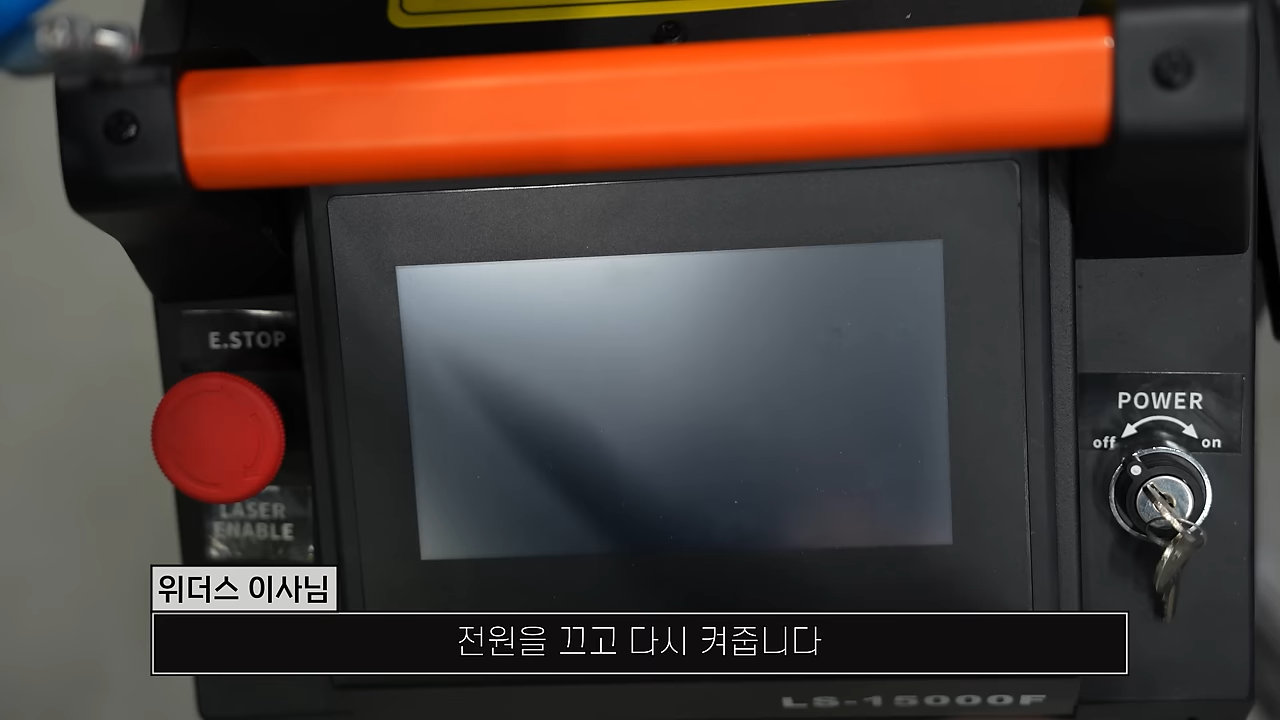 E.STOP
LASER
ENABLE
POWER
off on
위더스 이사님
전원을 끄고 다시 켜줍니다
LS-15000F